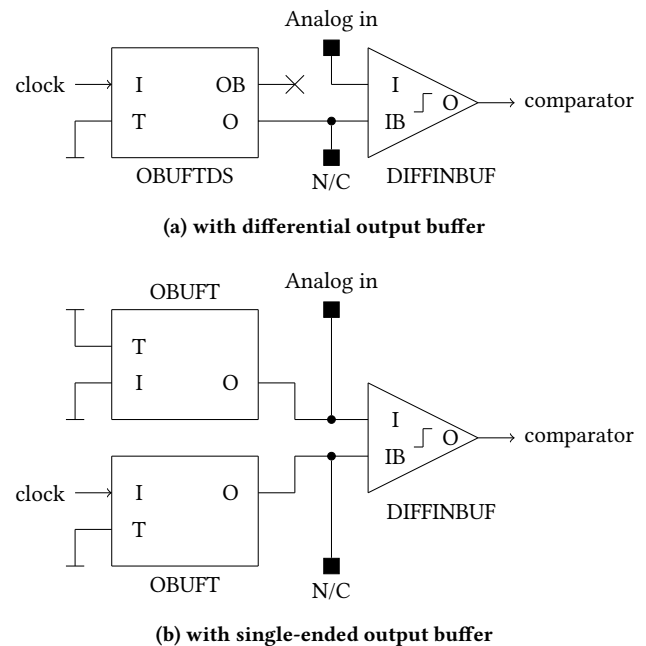 Analog in
clock
I
OB
T
O
I
IB
O
comparator
OBUFTDS
N/C
DIFFINBUF
(a) with differential output buffer
OBUFT
Analog in
T
I
O
I
IB
O
comparator
clock
I
O
T
DIFFINBUF
OBUFT
N/C
(b) with single-ended output buffer